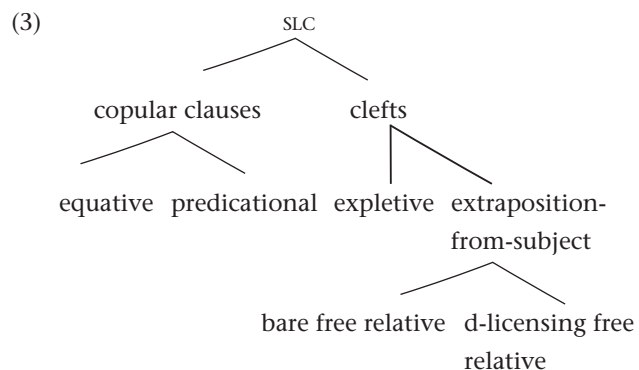 (3) SLC
copular clauses clefts
equative predicational expletive extraposition-
from-subject
bare free relative d-licensing free
relative